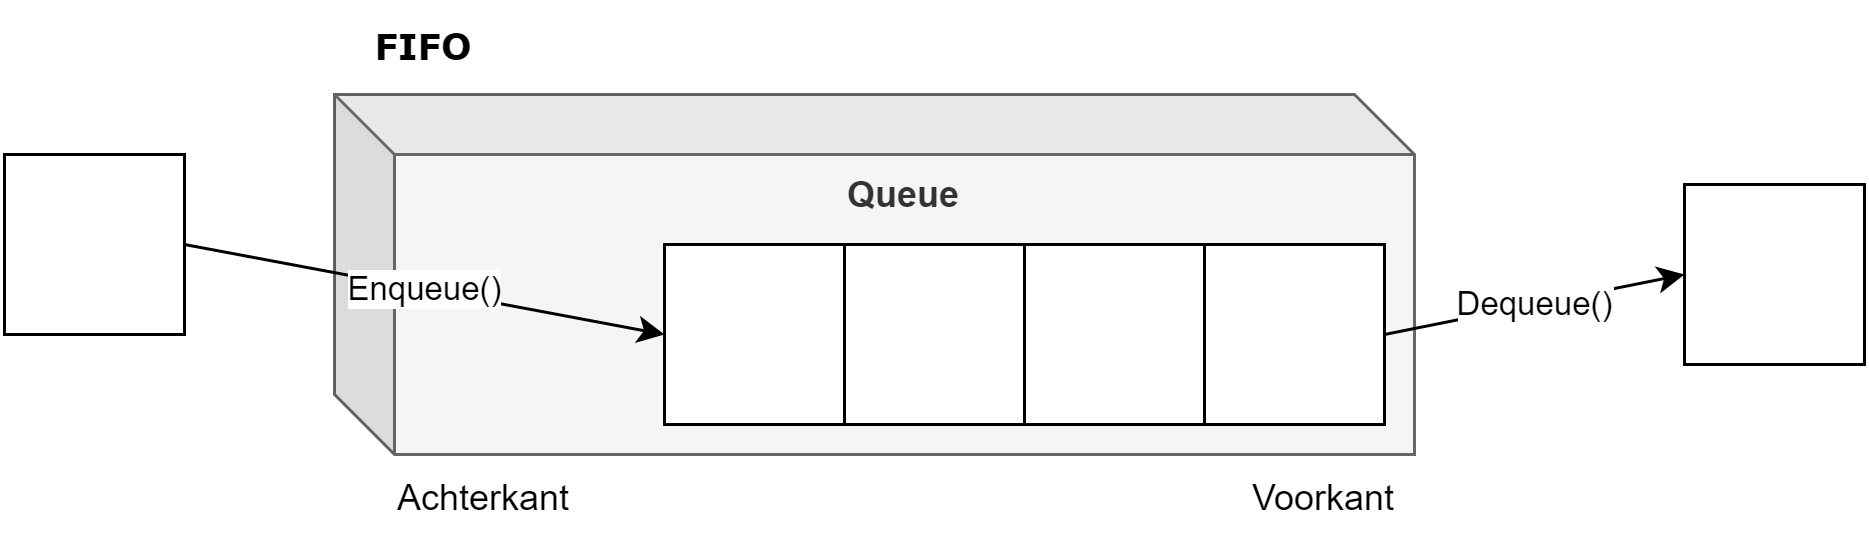 FIFO
Queue
Enqueue()
Dequeue()
Achterkant
Voorkant